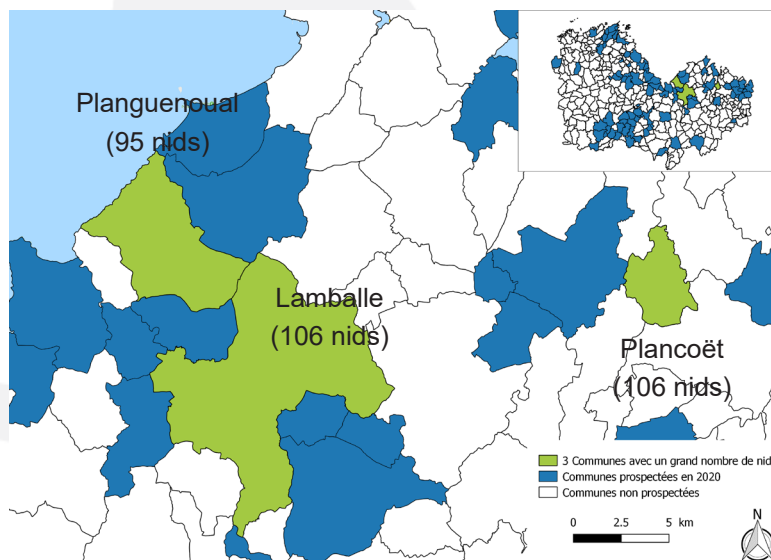 Planguenoual
(95 nids)
Lamballe
(106 nids)
Plancoët
(106 nids)
3 Communes avec un grand nombre de nid
Communes prospectées en 2020
Communes non prospectées
0 2.5 5 km
N